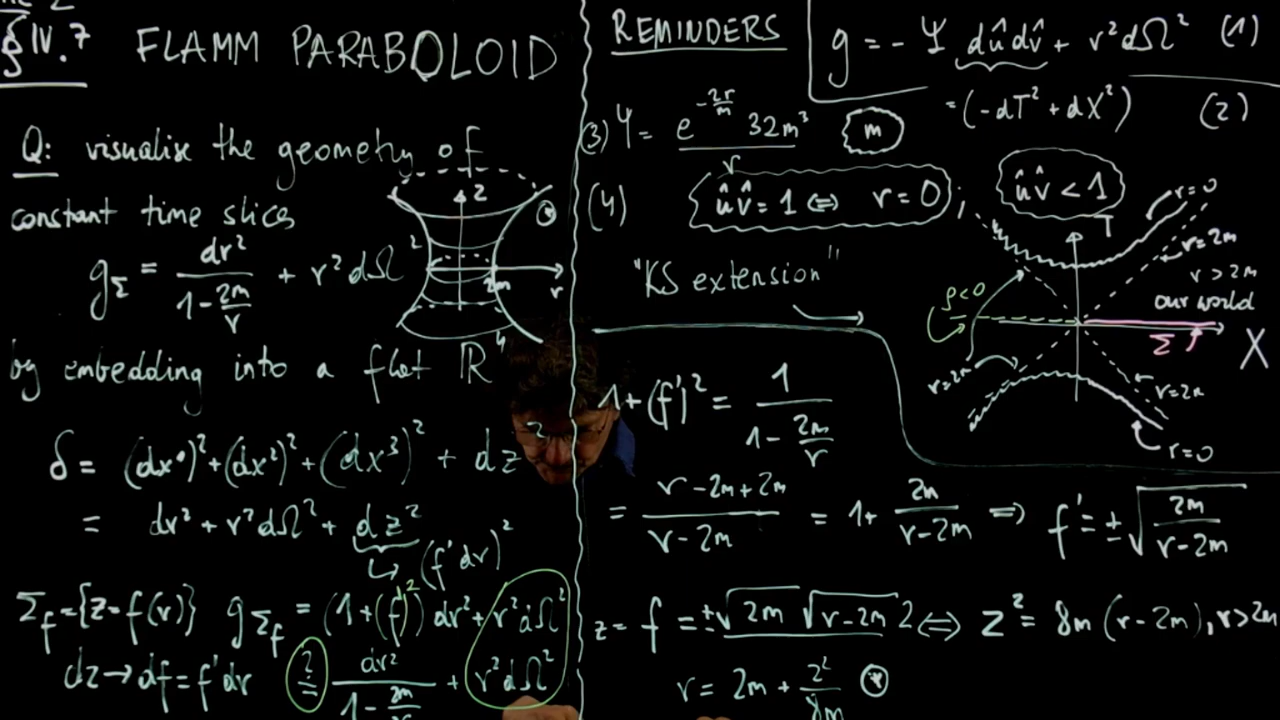 §IV.7 FLAMM PARABOLOID
Q: visualise the geometry of
constant time slices
g_Σ = dr²/(1-2m/r) + r²dΩ²
z
r
2m
⊛
by embedding into a flat ℝ⁴
δ = (dx¹)²+(dx²)²+(dx³)² + dz²
= dr² + r²dΩ² + dz²
↳ (f'dr)²
Σ_f={z=f(r)} g_Σf = (1+(f')²) dr²+r²dΩ²
dz→df=f'dr ?= dr²/(1-2m/r) + r²dΩ²
REMINDERS
g = - Ψ dûdv̂ + r²dΩ² (1)
=(-dT²+dX²) (2)
(3) Ψ = e^(-2r/m) 32m³/r m
(4) ûv̂=1 ⇔ r=0 ; ûv̂<1
"KS extension"
T
r=0
r=2m
r>2m
our world
ρ<0
Σ
X
r=2m
r=2m
r=0
1+(f')² = 1/(1-2m/r)
= (r-2m+2m)/(r-2m) = 1+ 2m/(r-2m) ⇒ f'=±√(2m/(r-2m))
z= f = ±√2m √r-2m 2 ⇔ z² = 8m (r-2m), r>2m
r = 2m + z²/8m ⊛